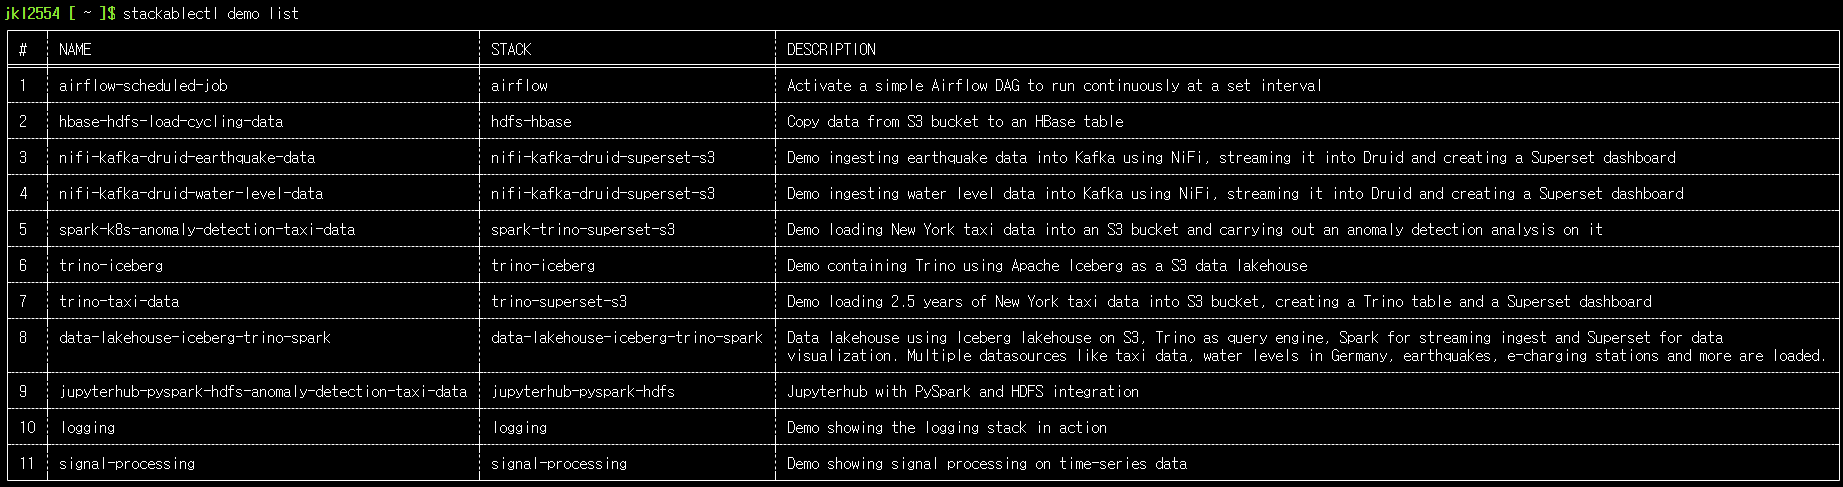 jkl2554 [ ~ ]$ stackablectl demo list
# NAME STACK DESCRIPTION
1 airflow-scheduled-job airflow Activate a simple Airflow DAG to run continuously at a set interval
2 hbase-hdfs-load-cycling-data hdfs-hbase Copy data from S3 bucket to an HBase table
3 nifi-kafka-druid-earthquake-data nifi-kafka-druid-superset-s3 Demo ingesting earthquake data into Kafka using NiFi, streaming it into Druid and creating a Superset dashboard
4 nifi-kafka-druid-water-level-data nifi-kafka-druid-superset-s3 Demo ingesting water level data into Kafka using NiFi, streaming it into Druid and creating a Superset dashboard
5 spark-k8s-anomaly-detection-taxi-data spark-trino-superset-s3 Demo loading New York taxi data into an S3 bucket and carrying out an anomaly detection analysis on it
6 trino-iceberg trino-iceberg Demo containing Trino using Apache Iceberg as a S3 data lakehouse
7 trino-taxi-data trino-superset-s3 Demo loading 2.5 years of New York taxi data into S3 bucket, creating a Trino table and a Superset dashboard
8 data-lakehouse-iceberg-trino-spark data-lakehouse-iceberg-trino-spark Data lakehouse using Iceberg lakehouse on S3, Trino as query engine, Spark for streaming ingest and Superset for data
visualization. Multiple datasources like taxi data, water levels in Germany, earthquakes, e-charging stations and more are loaded.
9 jupyterhub-pyspark-hdfs-anomaly-detection-taxi-data jupyterhub-pyspark-hdfs Jupyterhub with PySpark and HDFS integration
10 logging logging Demo showing the logging stack in action
11 signal-processing signal-processing Demo showing signal processing on time-series data